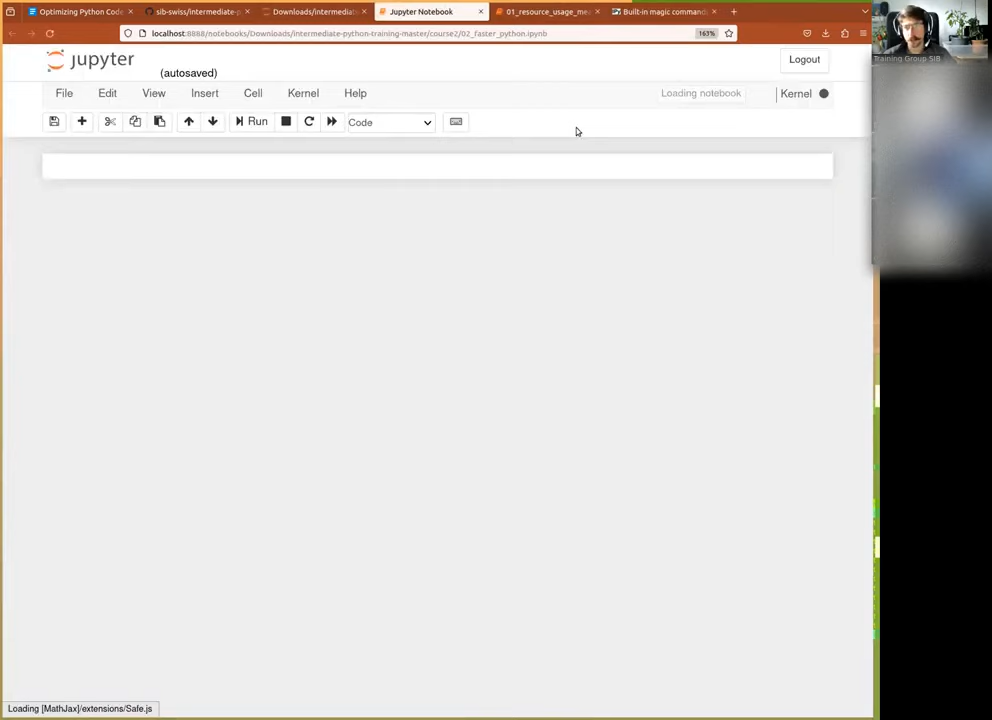 Optimizing Python Code
sib-swiss/intermediate-p
Downloads/intermediate
Jupyter Notebook
01_resource_usage_me
Built-in magic command
localhost:8888/notebooks/Downloads/intermediate-python-training-master/course2/02_faster_python.ipynb
163%
Training Group SIB
jupyter
(autosaved)
Logout
File Edit View Insert Cell Kernel Help
Loading notebook
Kernel
Run
Code
Loading [MathJax]/extensions/Safe.js